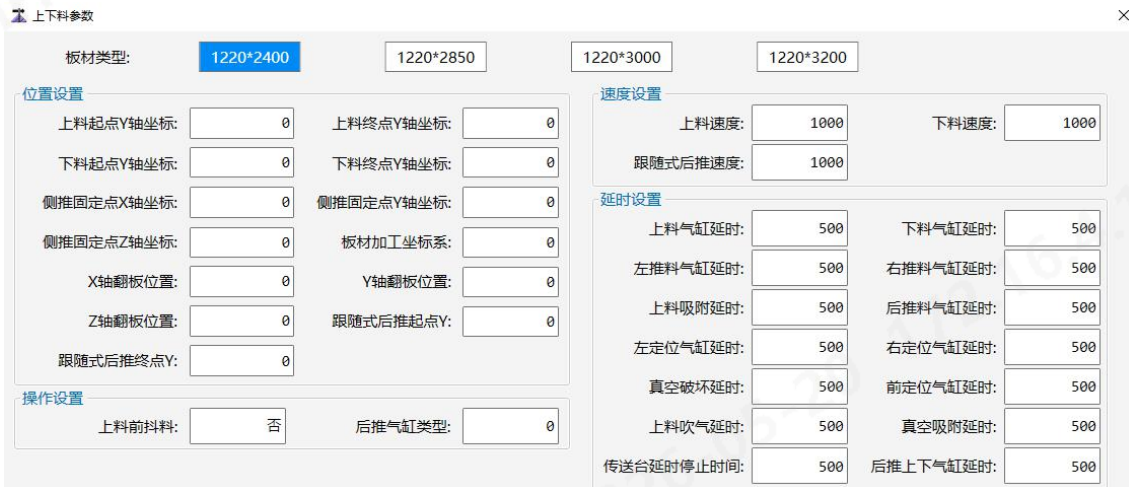 上下料参数
板材类型: 1220*2400 1220*2850 1220*3000 1220*3200
位置设置
上料起点Y轴坐标: 0 上料终点Y轴坐标: 0
下料起点Y轴坐标: 0 下料终点Y轴坐标: 0
侧推固定点X轴坐标: 0 侧推固定点Y轴坐标: 0
侧推固定点Z轴坐标: 0 板材加工坐标系: 0
X轴翻板位置: 0 Y轴翻板位置: 0
Z轴翻板位置: 0 跟随式后推起点Y: 0
跟随式后推终点Y: 0
操作设置
上料前抖料: 否 后推气缸类型: 0
速度设置
上料速度: 1000 下料速度: 1000
跟随式后推速度: 1000
延时设置
上料气缸延时: 500 下料气缸延时: 500
左推料气缸延时: 500 右推料气缸延时: 500
上料吸附延时: 500 后推料气缸延时: 500
左定位气缸延时: 500 右定位气缸延时: 500
真空破坏延时: 500 前定位气缸延时: 500
上料吹气延时: 500 真空吸附延时: 500
传送台延时停止时间: 500 后推上下气缸延时: 500